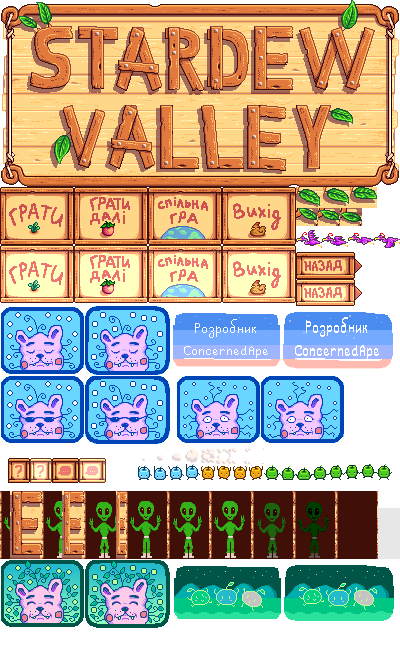 STARDEW
VALLEY
ГРАТИ
ГРАТИ ДАЛІ
СПІЛЬНА ГРА
Вихід
ГРАТИ
ГРАТИ ДАЛІ
СПІЛЬНА ГРА
Вихід
НАЗАД
НАЗАД
Розробник
ConcernedApe
Розробник
ConcernedApe
? ?
E E